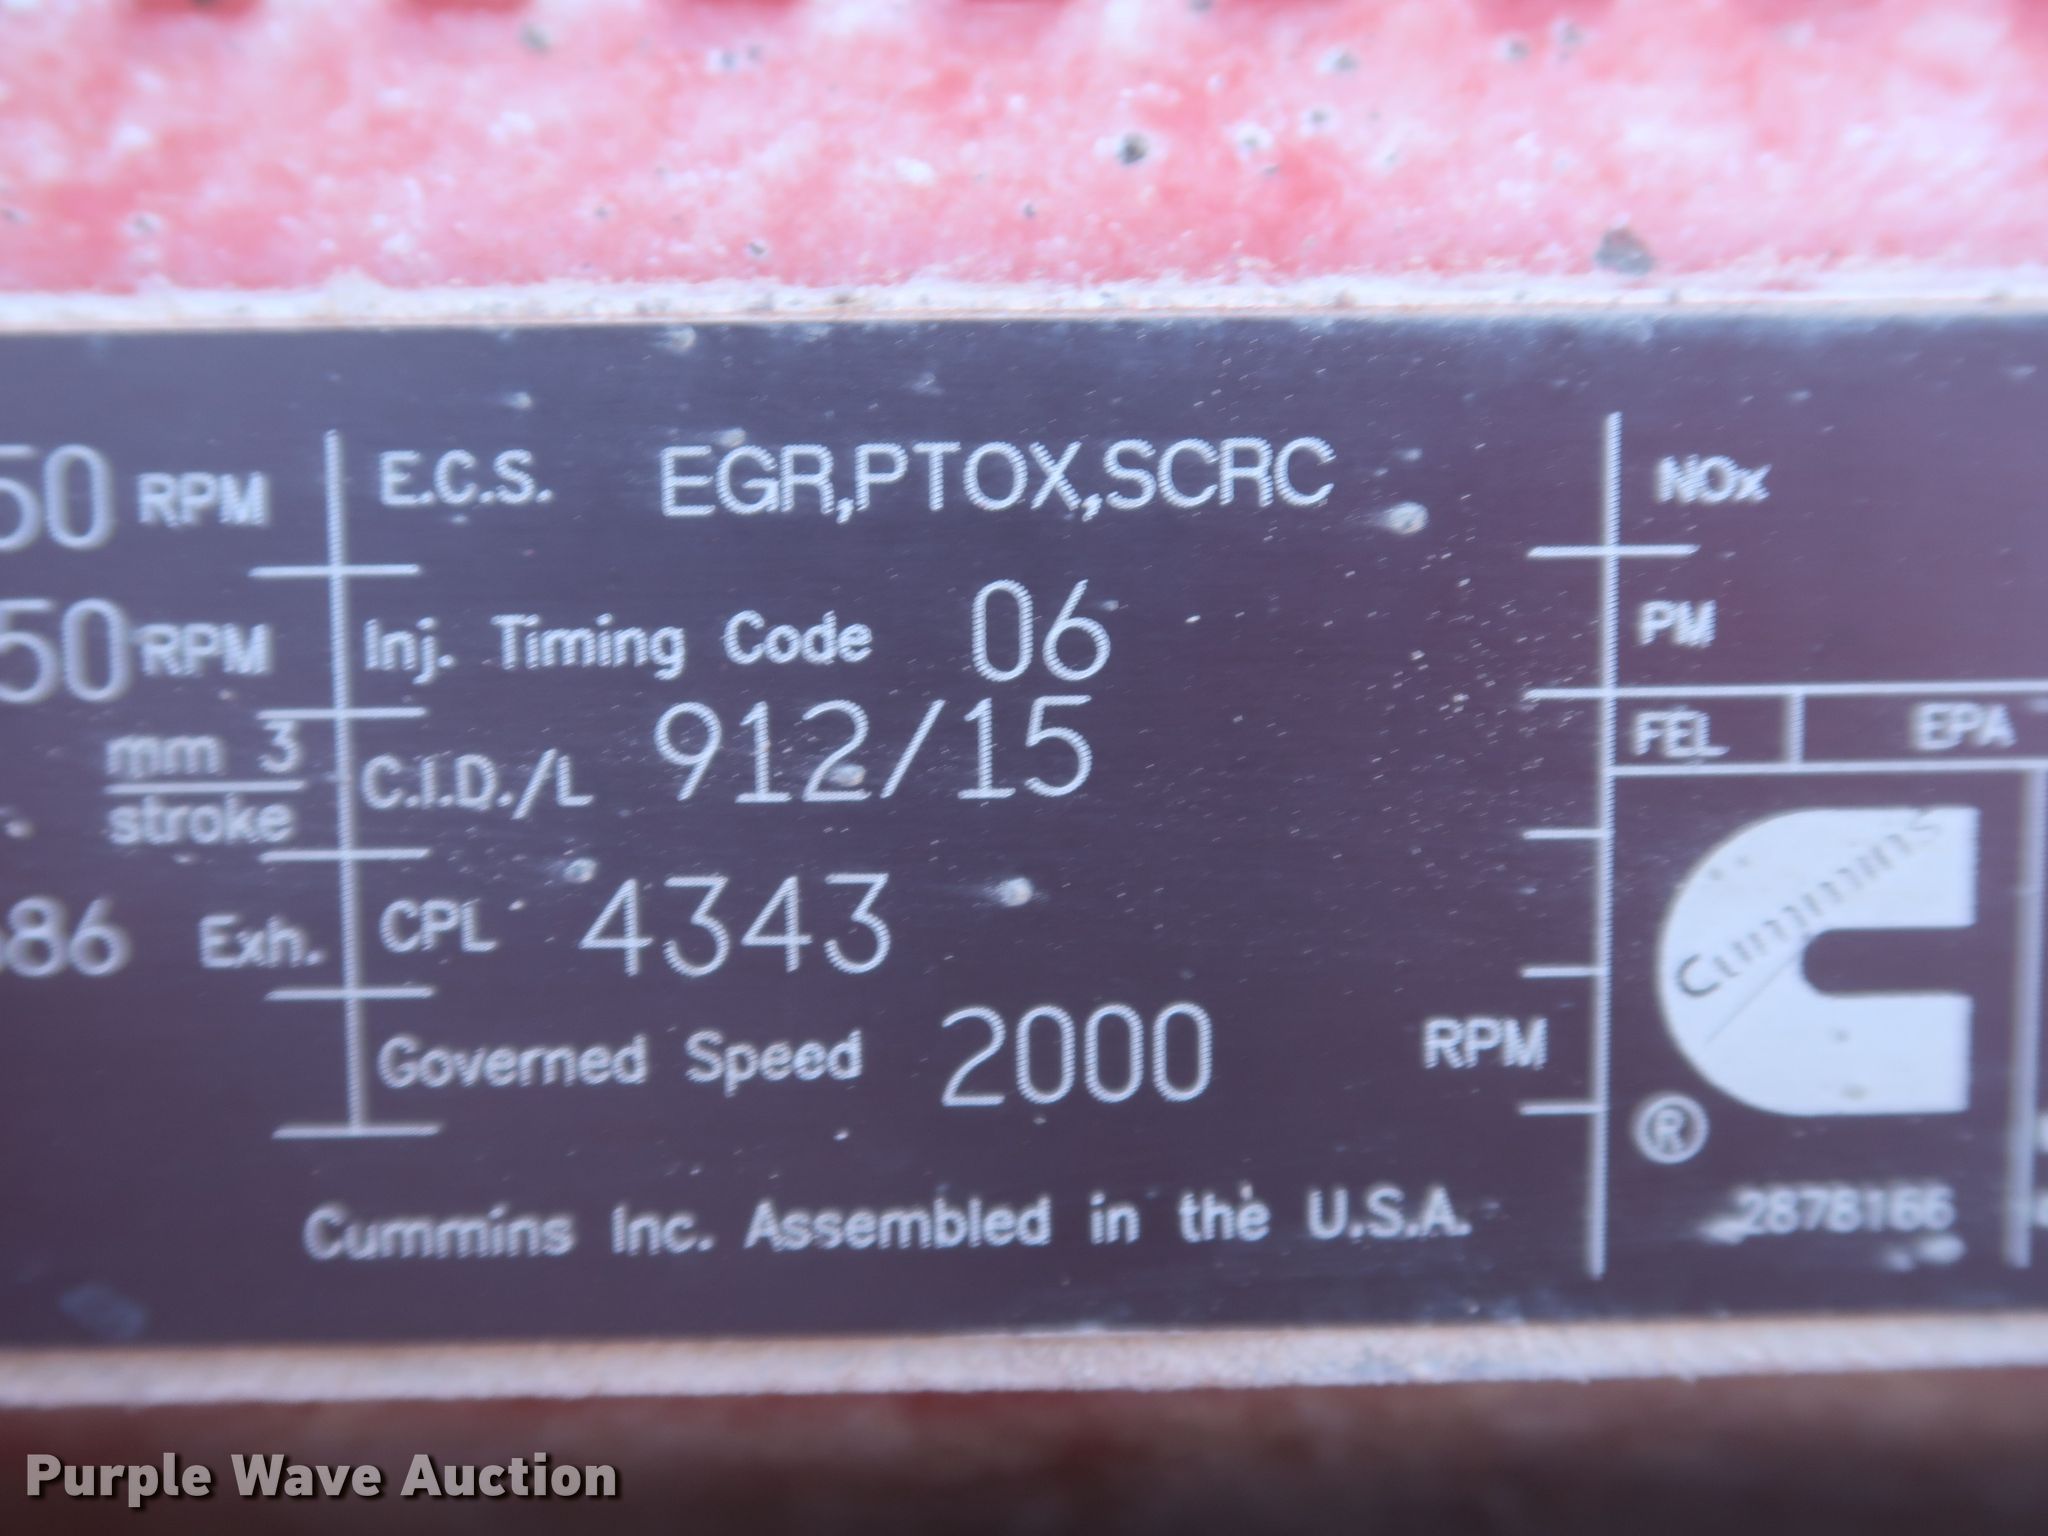 50 RPM
E.C.S. EGR,PTOX,SCRC
NOx
50 RPM
Inj. Timing Code 06
PM
mm 3
stroke
C.I.D./L 912/15
FEL EPA
86 Exh.
CPL 4343
Cummins
Governed Speed 2000 RPM
®
2878166
Cummins Inc. Assembled in the U.S.A.
Purple Wave Auction